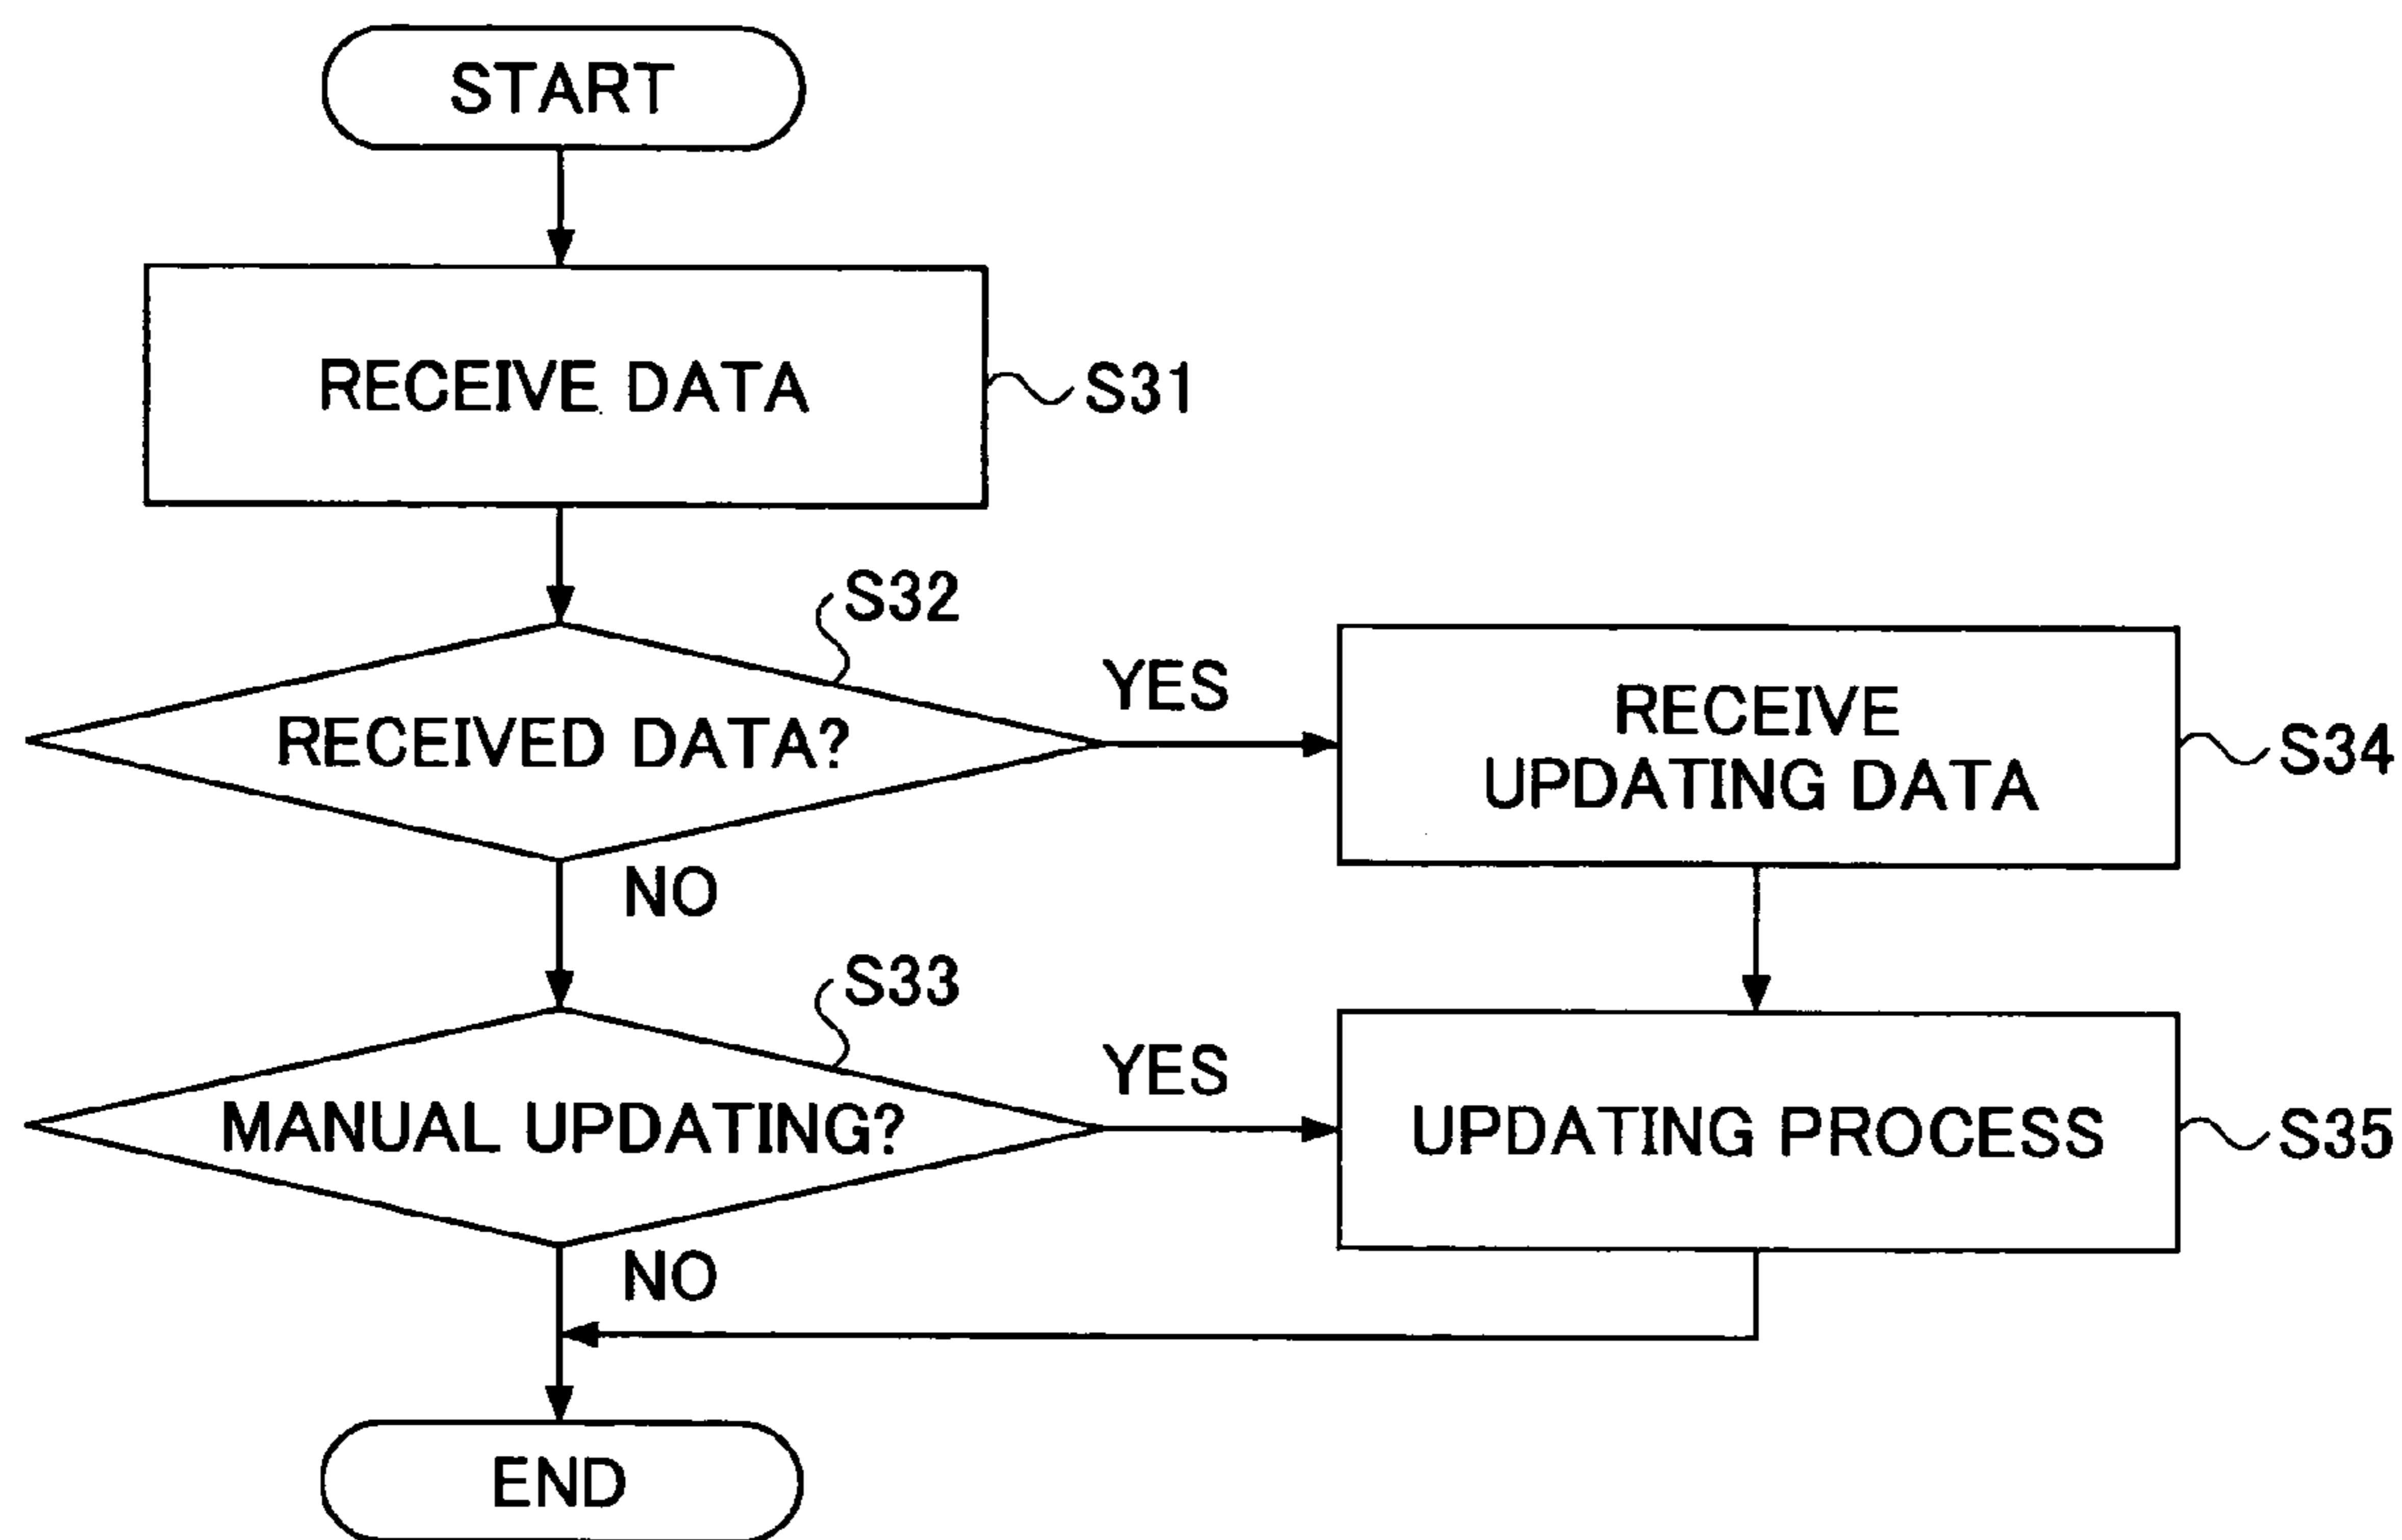 START
RECEIVE DATA
S31
S32
RECEIVED DATA?
YES
RECEIVE
UPDATING DATA
S34
NO
S33
MANUAL UPDATING?
YES
UPDATING PROCESS
S35
NO
END